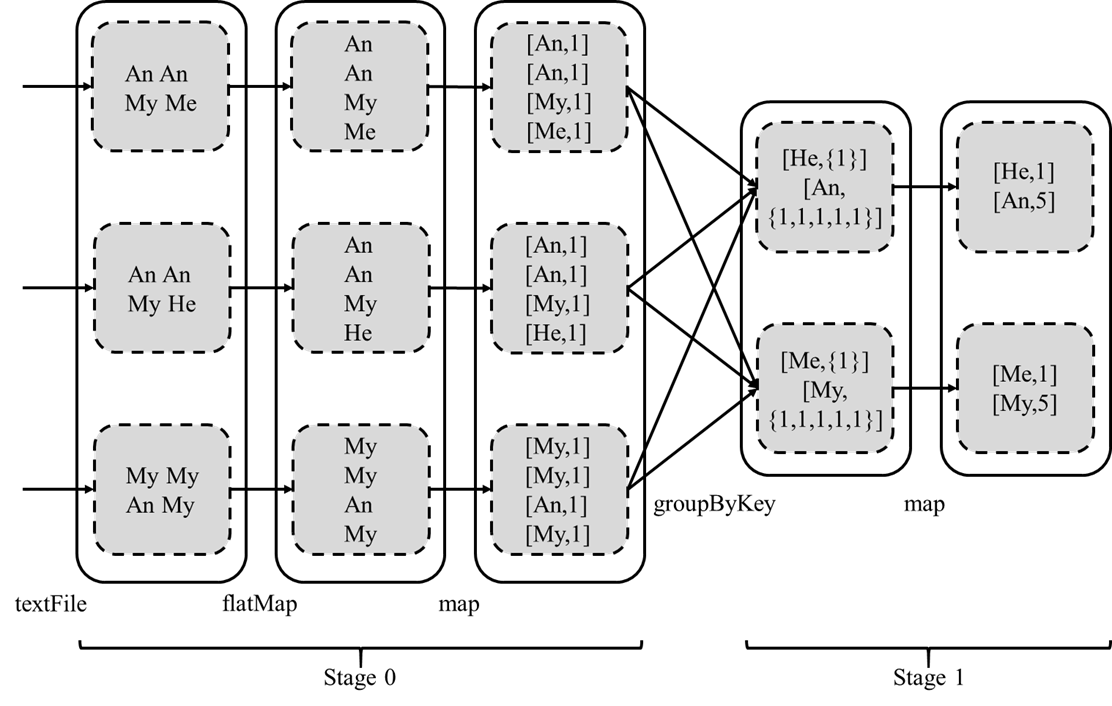 An An
My Me
An
An
My
Me
[An,1]
[An,1]
[My,1]
[Me,1]
An An
My He
An
An
My
He
[An,1]
[An,1]
[My,1]
[He,1]
My My
An My
My
My
An
My
[My,1]
[My,1]
[An,1]
[My,1]
[He,{1}]
[An,
{1,1,1,1,1}]
[He,1]
[An,5]
[Me,{1}]
[My,
{1,1,1,1,1}]
[Me,1]
[My,5]
textFile
flatMap
map
groupByKey
map
Stage 0
Stage 1